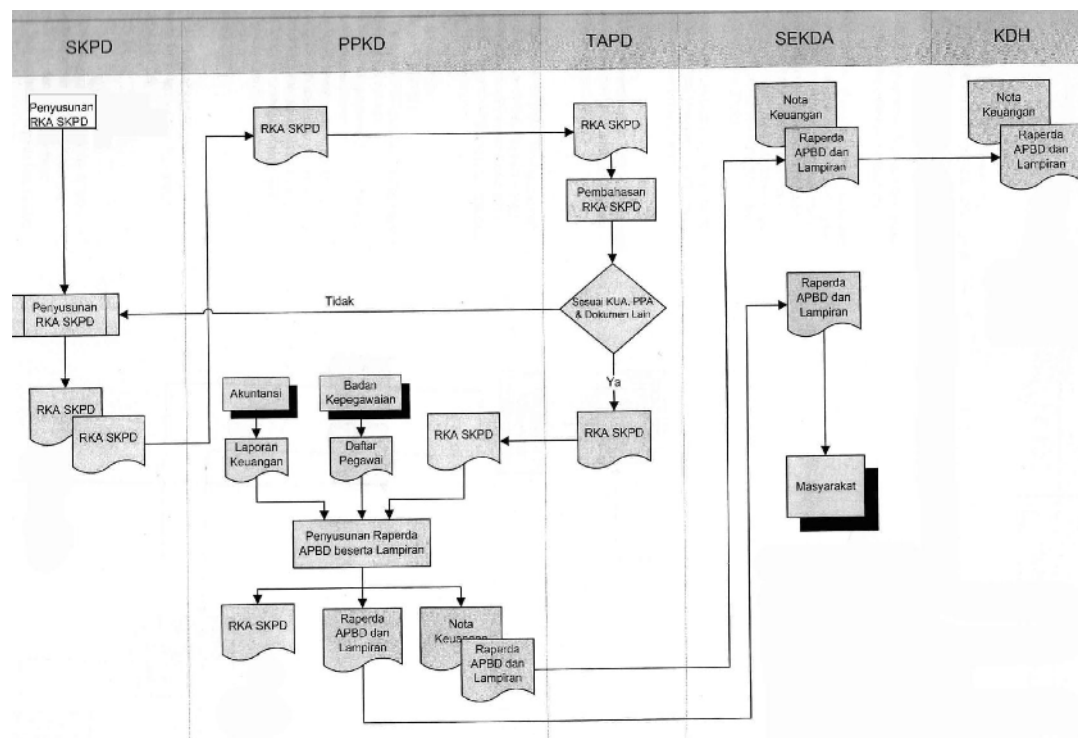 SKPD
PPKD
TAPD
SEKDA
KDH
Penyusunan
RKA SKPD
RKA SKPD
RKA SKPD
Nota
Keuangan
Raperda
APBD dan
Lampiran
Nota
Keuangan
Raperda
APBD dan
Lampiran
Pembahasan
RKA SKPD
Penyusunan
RKA SKPD
Tidak
Sesuai KUA, PPA
& Dokumen Lain
Raperda
APBD dan
Lampiran
Ya
RKA SKPD
RKA SKPD
Akuntansi
Badan
Kepegawaian
Laporan
Keuangan
Daftar
Pegawai
RKA SKPD
RKA SKPD
Masyarakat
Penyusunan Raperda
APBD beserta Lampiran
RKA SKPD
Raperda
APBD dan
Lampiran
Nota
Keuangan
Raperda
APBD dan
Lampiran